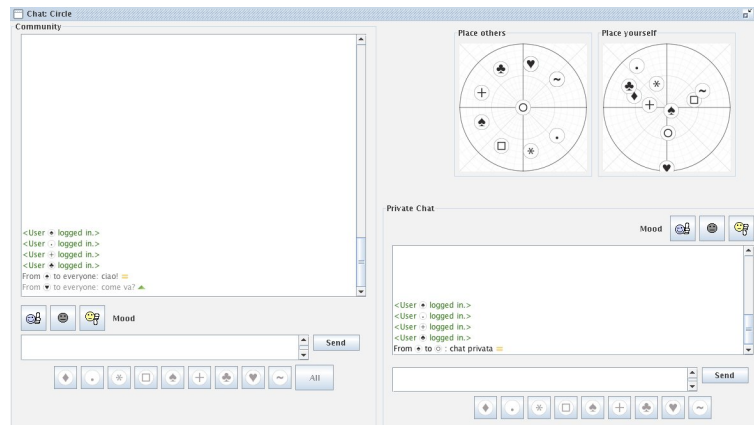 Chat: Circle
Community
<User ♠ logged in.>
<User . logged in.>
<User + logged in.>
<User ♣ logged in.>
From ♠ to everyone: ciao! =
From ♥ to everyone: come va?
Mood
Send
All
Place others
Place yourself
Private Chat
Mood
<User ♠ logged in.>
<User . logged in.>
<User + logged in.>
<User ♣ logged in.>
From ♠ to ○ : chat privata =
Send